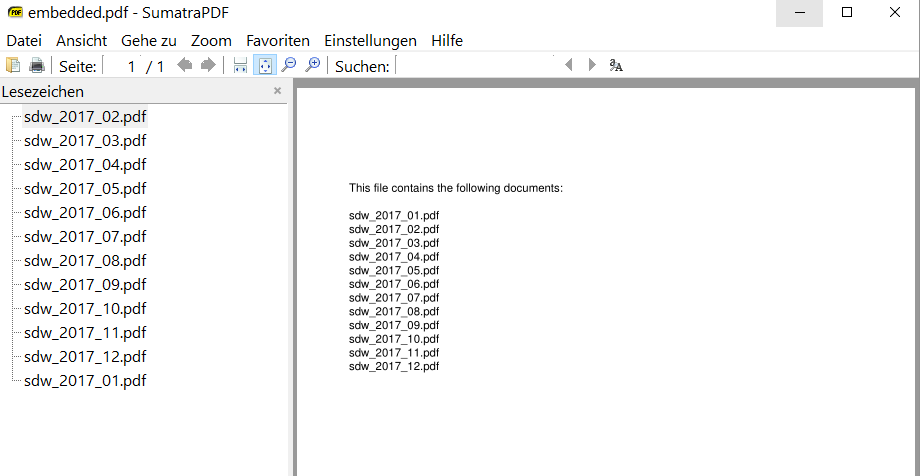 embedded.pdf - SumatraPDF
Datei Ansicht Gehe zu Zoom Favoriten Einstellungen Hilfe
Seite: 1 / 1 Suchen:
Lesezeichen
sdw_2017_02.pdf
sdw_2017_03.pdf
sdw_2017_04.pdf
sdw_2017_05.pdf
sdw_2017_06.pdf
sdw_2017_07.pdf
sdw_2017_08.pdf
sdw_2017_09.pdf
sdw_2017_10.pdf
sdw_2017_11.pdf
sdw_2017_12.pdf
sdw_2017_01.pdf
This file contains the following documents:
sdw_2017_01.pdf
sdw_2017_02.pdf
sdw_2017_03.pdf
sdw_2017_04.pdf
sdw_2017_05.pdf
sdw_2017_06.pdf
sdw_2017_07.pdf
sdw_2017_08.pdf
sdw_2017_09.pdf
sdw_2017_10.pdf
sdw_2017_11.pdf
sdw_2017_12.pdf